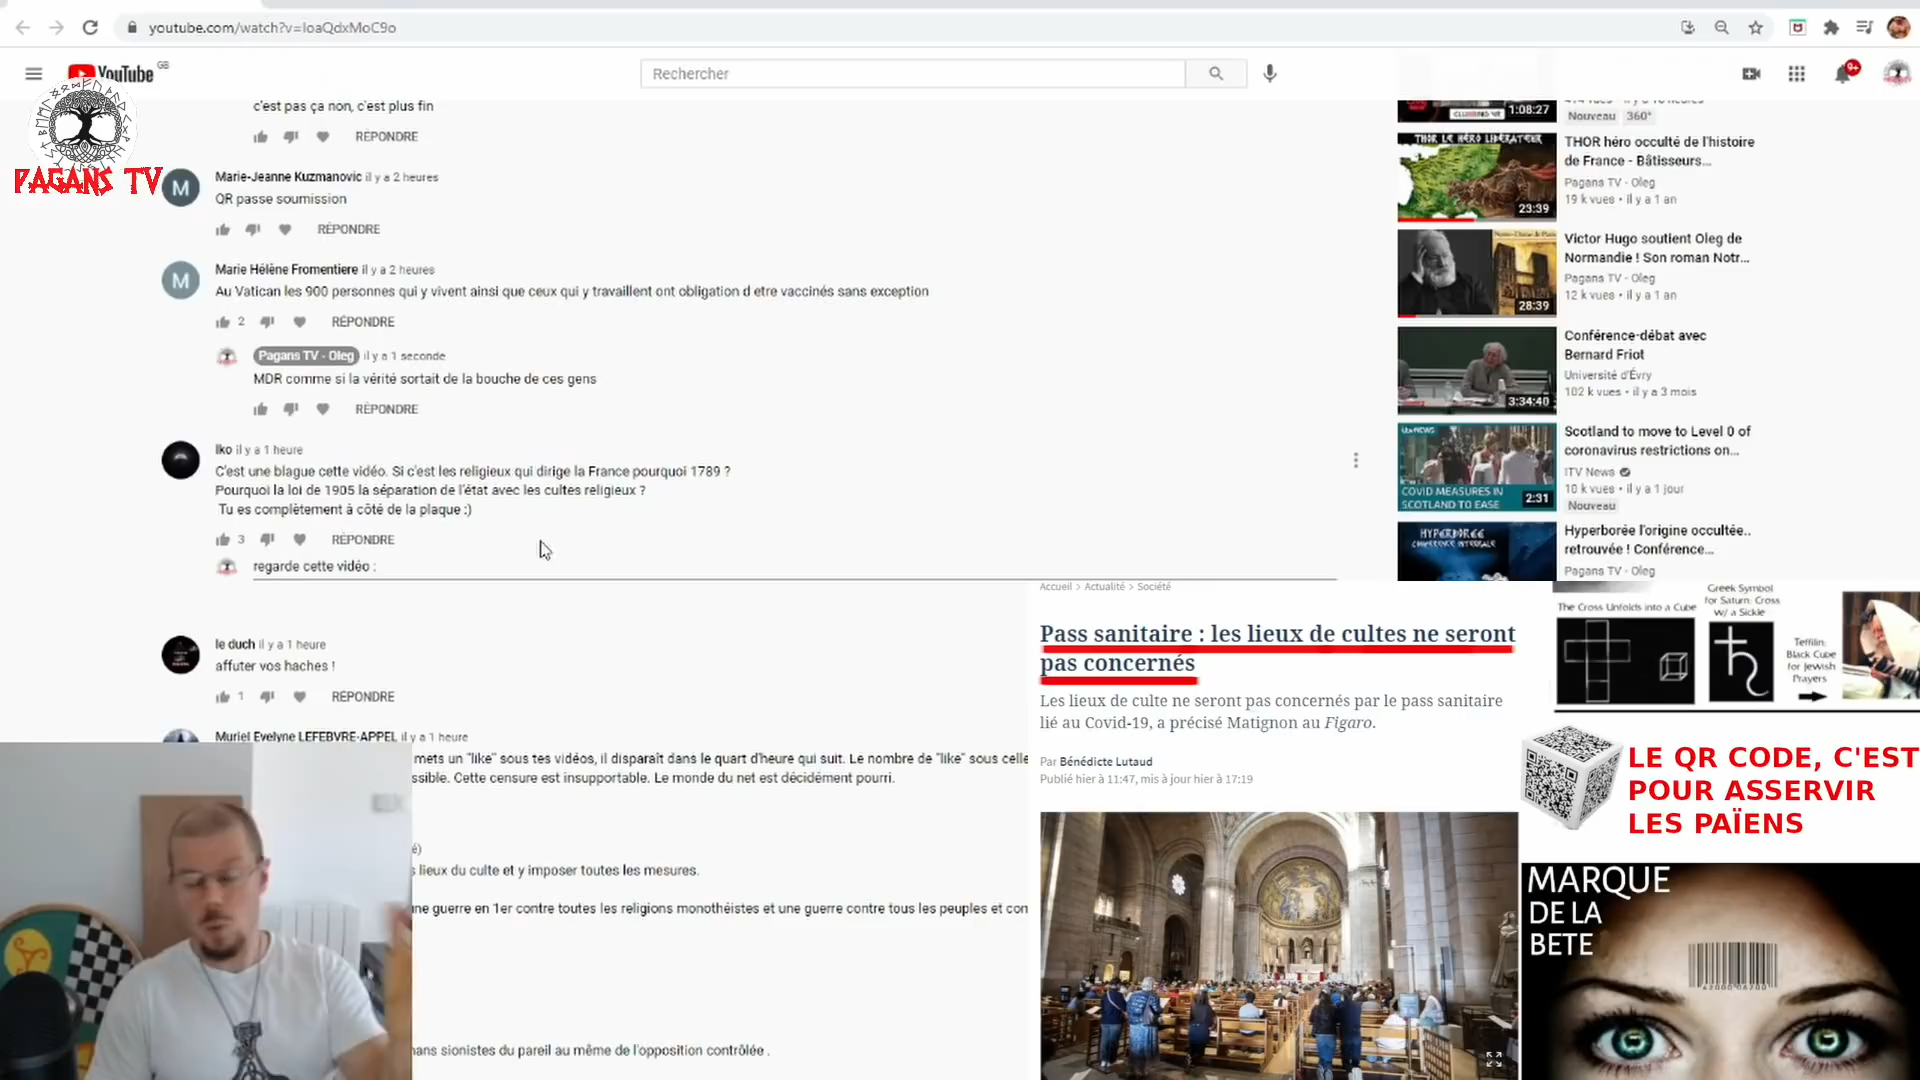 youtube.com/watch?v=IoaQdxMoC9o
YouTube GB
Rechercher
9+
PAGANS TV
c'est pas ça non, c'est plus fin
RÉPONDRE
Marie-Jeanne Kuzmanovic il y a 2 heures
QR passe soumission
RÉPONDRE
Marie Hélène Fromentiere il y a 2 heures
Au Vatican les 900 personnes qui y vivent ainsi que ceux qui y travaillent ont obligation d etre vaccinés sans exception
2 RÉPONDRE
Pagans TV - Oleg il y a 1 seconde
MDR comme si la vérité sortait de la bouche de ces gens
RÉPONDRE
Iko il y a 1 heure
C'est une blague cette vidéo. Si c'est les religieux qui dirige la France pourquoi 1789 ?
Pourquoi la loi de 1905 la séparation de l'état avec les cultes religieux ?
Tu es complètement à côté de la plaque :)
3 RÉPONDRE
regarde cette vidéo :
le duch il y a 1 heure
affuter vos haches !
1 RÉPONDRE
Muriel Evelyne LEFEBVRE-APPEL il y a 1 heure
mets un "like" sous tes vidéos, il disparaît dans le quart d'heure qui suit. Le nombre de "like" sous celle
ssible. Cette censure est insupportable. Le monde du net est décidément pourri.
é)
s lieux du culte et y imposer toutes les mesures.
ne guerre en 1er contre toutes les religions monothéistes et une guerre contre tous les peuples et con
ans sionistes du pareil au même de l'opposition contrôlée .
1:08:27
Nouveau 360°
THOR LE HÉRO LIBÉRATEUR
23:39
THOR héro occulté de l'histoire
de France - Bâtisseurs...
Pagans TV - Oleg
19 k vues • il y a 1 an
28:39
Victor Hugo soutient Oleg de
Normandie ! Son roman Notr...
Pagans TV - Oleg
12 k vues • il y a 1 an
3:34:40
Conférence-débat avec
Bernard Friot
Université d'Évry
102 k vues • il y a 3 mois
itv NEWS
COVID MEASURES IN
SCOTLAND TO EASE
2:31
Scotland to move to Level 0 of
coronavirus restrictions on...
ITV News
10 k vues • il y a 1 jour
Nouveau
HYPERBORÉE
CONFÉRENCE INTÉGRALE
Hyperborée l'origine occultée..
retrouvée ! Conférence...
Pagans TV - Oleg
Accueil > Actualité > Société
Pass sanitaire : les lieux de cultes ne seront
pas concernés
Les lieux de culte ne seront pas concernés par le pass sanitaire
lié au Covid-19, a précisé Matignon au Figaro.
Par Bénédicte Lutaud
Publié hier à 11:47, mis à jour hier à 17:19
The Cross Unfolds into a Cube
Greek Symbol
for Saturn: Cross
w/ a Sickle
Teffilin:
Black Cube
for Jewish
Prayers
LE QR CODE, C'EST
POUR ASSERVIR
LES PAÏENS
MARQUE
DE LA
BETE